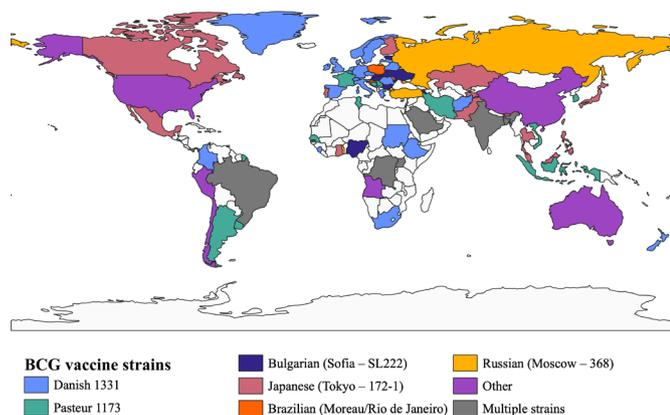 BCG vaccine strains
Danish 1331
Pasteur 1173
Bulgarian (Sofia – SL222)
Japanese (Tokyo – 172-1)
Brazilian (Moreau/Rio de Janeiro)
Russian (Moscow – 368)
Other
Multiple strains